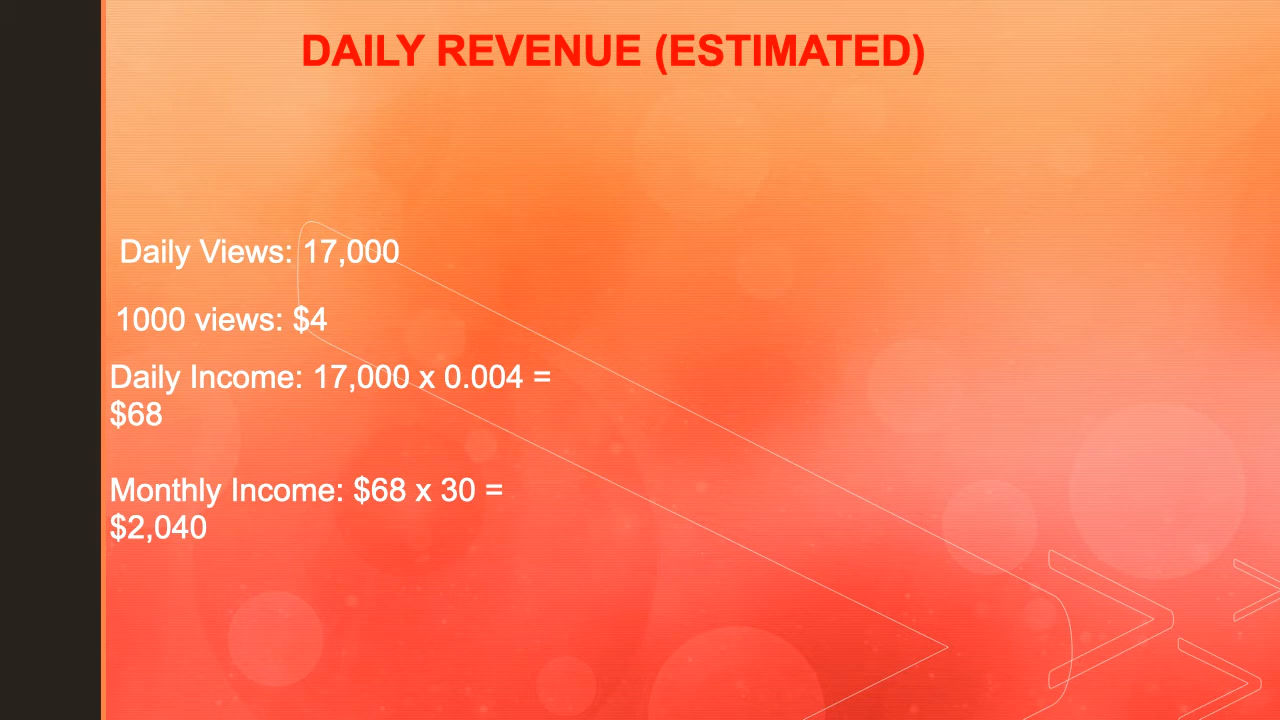 DAILY REVENUE (ESTIMATED)
Daily Views: 17,000
1000 views: $4
Daily Income: 17,000 x 0.004 =
$68
Monthly Income: $68 x 30 =
$2,040